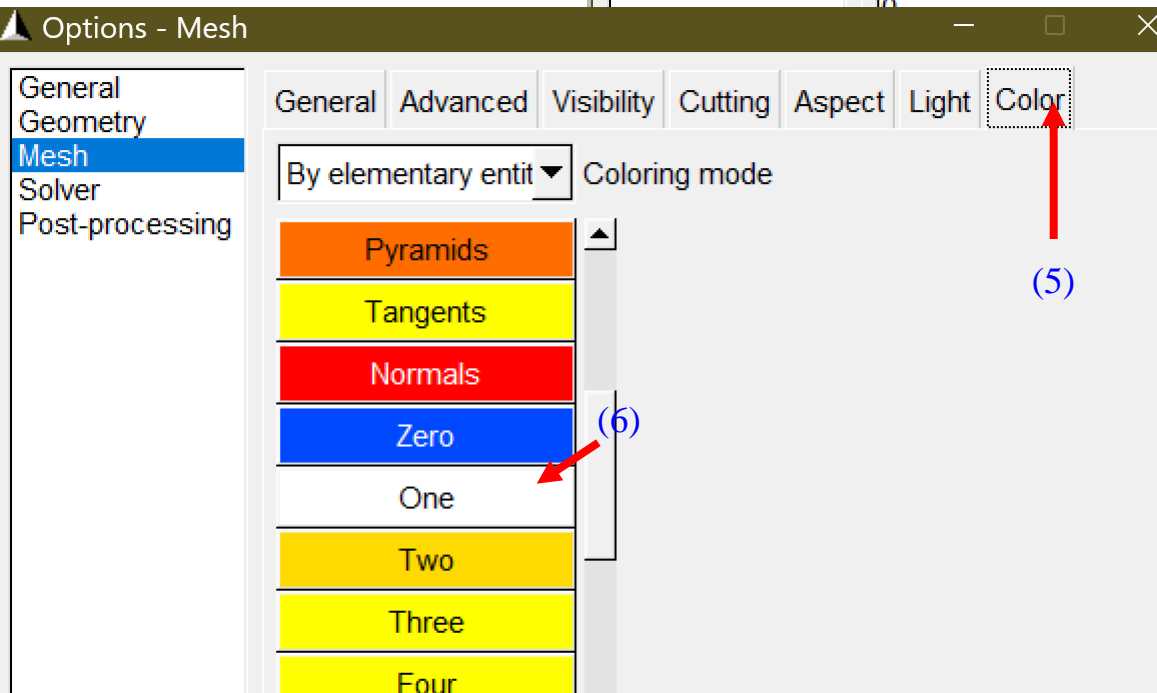 Options - Mesh
General
Geometry
Mesh
Solver
Post-processing
General Advanced Visibility Cutting Aspect Light Color
By elementary entit Coloring mode
Pyramids
Tangents
Normals
Zero
One
Two
Three
Four
(5)
(6)